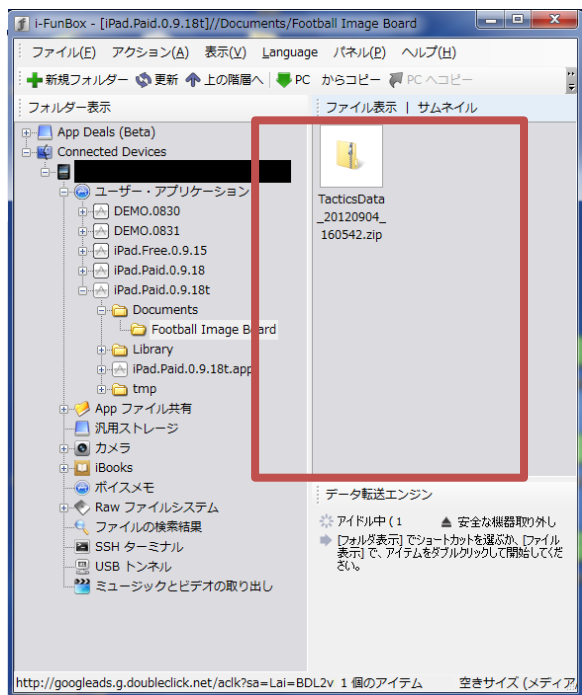 i-FunBox - [iPad.Paid.0.9.18t]//Documents/Football Image Board
ファイル(F) アクション(A) 表示(V) Language パネル(P) ヘルプ(H)
新規フォルダー 更新 上の階層へ PC からコピー PC へコピー
フォルダー表示
ファイル表示 | サムネイル
App Deals (Beta)
Connected Devices
ユーザー・アプリケーション
DEMO.0830
DEMO.0831
iPad.Free.0.9.15
iPad.Paid.0.9.18
iPad.Paid.0.9.18t
Documents
Football Image Board
Library
iPad.Paid.0.9.18t.app
tmp
App ファイル共有
汎用ストレージ
カメラ
iBooks
ボイスメモ
Raw ファイルシステム
ファイルの検索結果
SSH ターミナル
USB トンネル
ミュージックとビデオの取り出し
TacticsData
_20120904_
160542.zip
データ転送エンジン
アイドル中 (1 安全な機器取り外し
[フォルダ表示] でショートカットを選ぶか、[ファイル
表示] で、アイテムをダブルクリックして開始してくだ
さい。
http://googleads.g.doubleclick.net/aclk?sa=Lai=BDL2v 1 個のアイテム 空きサイズ (メディア/